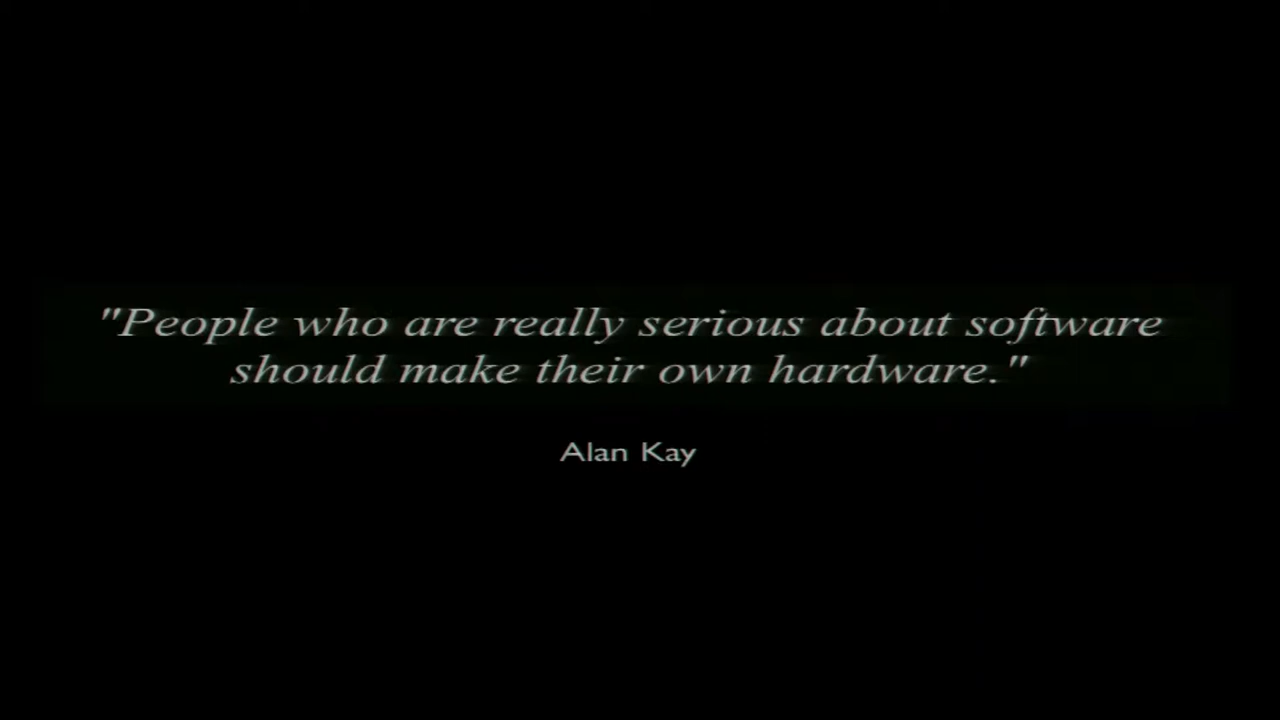 "People who are really serious about software
should make their own hardware."
Alan Kay